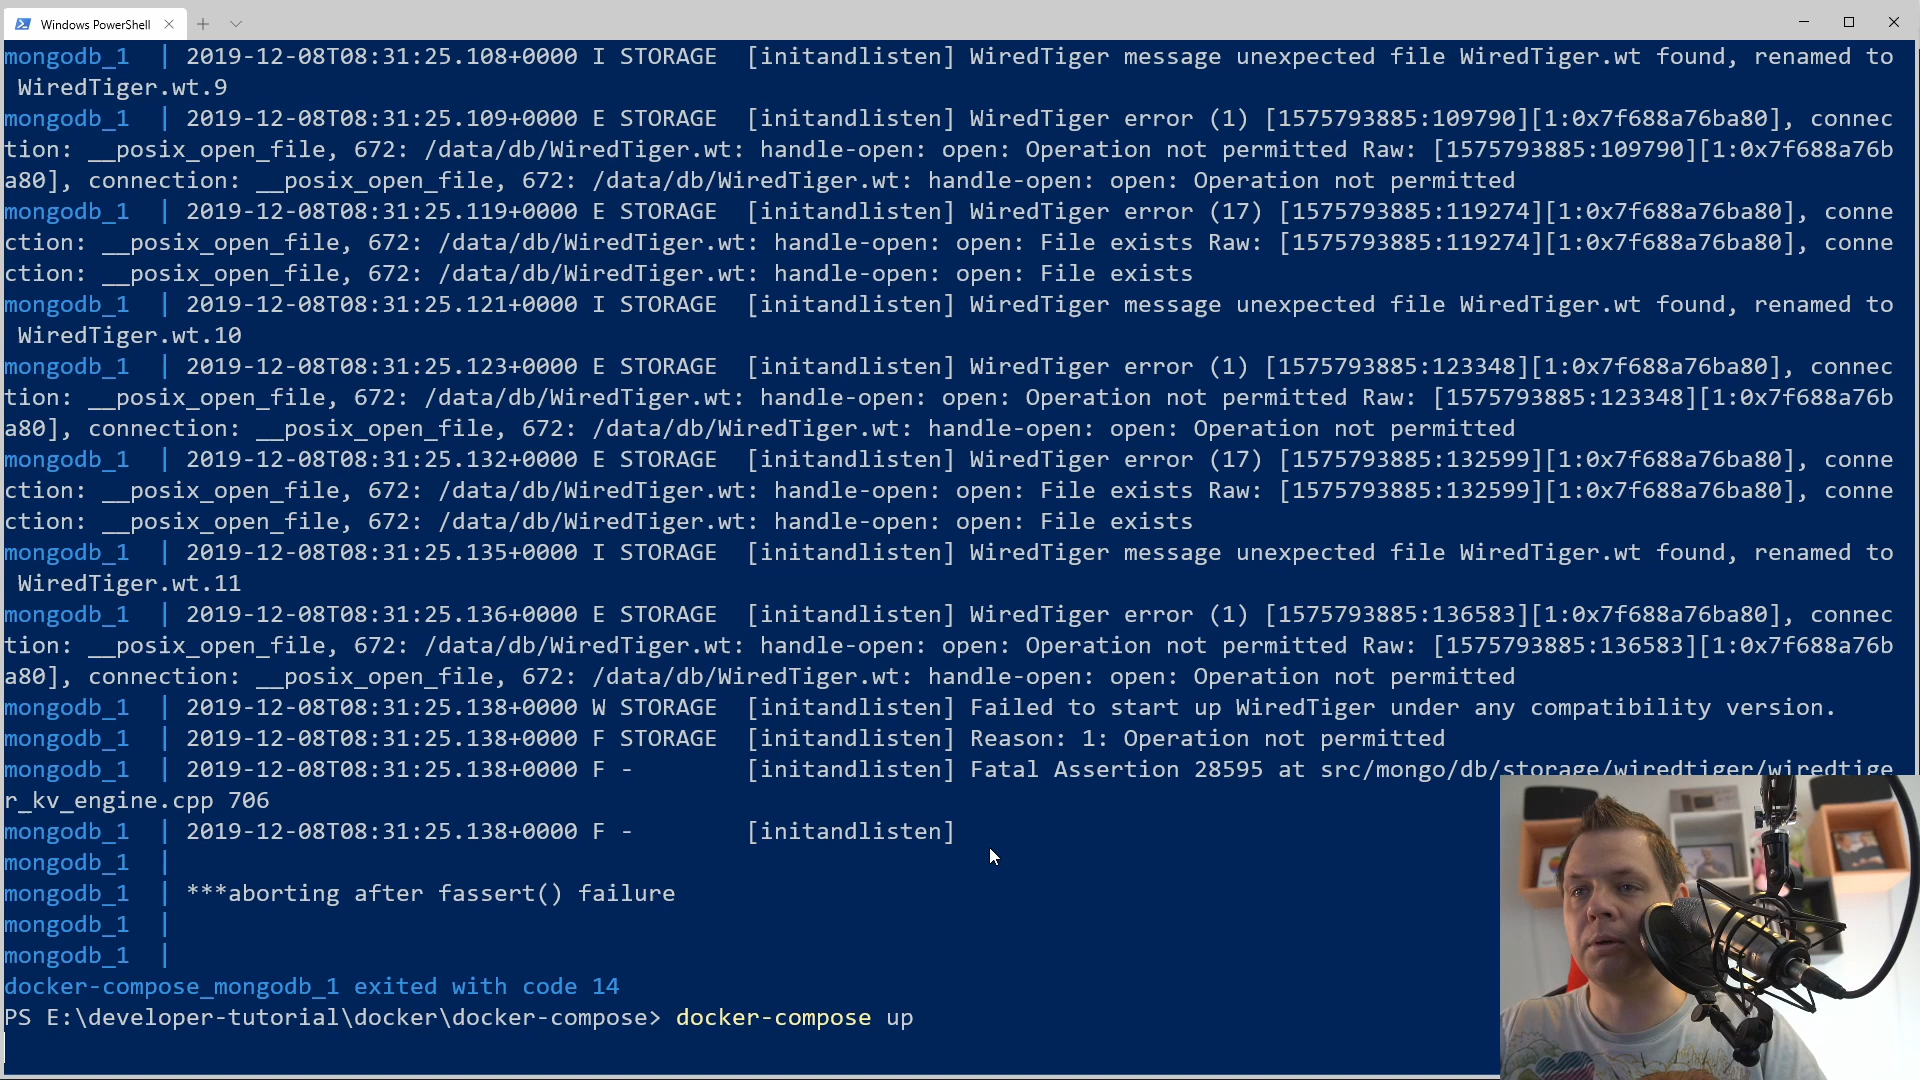 Windows PowerShell
mongodb_1  | 2019-12-08T08:31:25.108+0000 I STORAGE  [initandlisten] WiredTiger message unexpected file WiredTiger.wt found, renamed to
WiredTiger.wt.9
mongodb_1  | 2019-12-08T08:31:25.109+0000 E STORAGE  [initandlisten] WiredTiger error (1) [1575793885:109790][1:0x7f688a76ba80], connec
tion: __posix_open_file, 672: /data/db/WiredTiger.wt: handle-open: open: Operation not permitted Raw: [1575793885:109790][1:0x7f688a76b
a80], connection: __posix_open_file, 672: /data/db/WiredTiger.wt: handle-open: open: Operation not permitted
mongodb_1  | 2019-12-08T08:31:25.119+0000 E STORAGE  [initandlisten] WiredTiger error (17) [1575793885:119274][1:0x7f688a76ba80], conne
ction: __posix_open_file, 672: /data/db/WiredTiger.wt: handle-open: open: File exists Raw: [1575793885:119274][1:0x7f688a76ba80], conne
ction: __posix_open_file, 672: /data/db/WiredTiger.wt: handle-open: open: File exists
mongodb_1  | 2019-12-08T08:31:25.121+0000 I STORAGE  [initandlisten] WiredTiger message unexpected file WiredTiger.wt found, renamed to
WiredTiger.wt.10
mongodb_1  | 2019-12-08T08:31:25.123+0000 E STORAGE  [initandlisten] WiredTiger error (1) [1575793885:123348][1:0x7f688a76ba80], connec
tion: __posix_open_file, 672: /data/db/WiredTiger.wt: handle-open: open: Operation not permitted Raw: [1575793885:123348][1:0x7f688a76b
a80], connection: __posix_open_file, 672: /data/db/WiredTiger.wt: handle-open: open: Operation not permitted
mongodb_1  | 2019-12-08T08:31:25.132+0000 E STORAGE  [initandlisten] WiredTiger error (17) [1575793885:132599][1:0x7f688a76ba80], conne
ction: __posix_open_file, 672: /data/db/WiredTiger.wt: handle-open: open: File exists Raw: [1575793885:132599][1:0x7f688a76ba80], conne
ction: __posix_open_file, 672: /data/db/WiredTiger.wt: handle-open: open: File exists
mongodb_1  | 2019-12-08T08:31:25.135+0000 I STORAGE  [initandlisten] WiredTiger message unexpected file WiredTiger.wt found, renamed to
WiredTiger.wt.11
mongodb_1  | 2019-12-08T08:31:25.136+0000 E STORAGE  [initandlisten] WiredTiger error (1) [1575793885:136583][1:0x7f688a76ba80], connec
tion: __posix_open_file, 672: /data/db/WiredTiger.wt: handle-open: open: Operation not permitted Raw: [1575793885:136583][1:0x7f688a76b
a80], connection: __posix_open_file, 672: /data/db/WiredTiger.wt: handle-open: open: Operation not permitted
mongodb_1  | 2019-12-08T08:31:25.138+0000 W STORAGE  [initandlisten] Failed to start up WiredTiger under any compatibility version.
mongodb_1  | 2019-12-08T08:31:25.138+0000 F STORAGE  [initandlisten] Reason: 1: Operation not permitted
mongodb_1  | 2019-12-08T08:31:25.138+0000 F -        [initandlisten] Fatal Assertion 28595 at src/mongo/db/storage/wiredtiger/wiredtige
r_kv_engine.cpp 706
mongodb_1  | 2019-12-08T08:31:25.138+0000 F -        [initandlisten]
mongodb_1  |
mongodb_1  | ***aborting after fassert() failure
mongodb_1  |
mongodb_1  |
docker-compose_mongodb_1 exited with code 14
PS E:\developer-tutorial\docker\docker-compose> docker-compose up